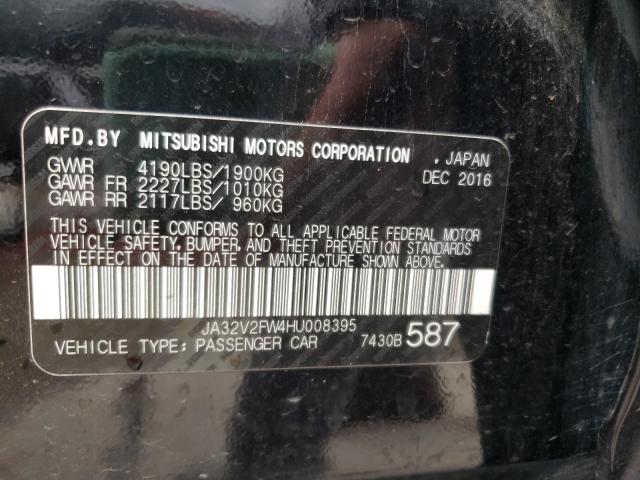 MFD.BY MITSUBISHI MOTORS CORPORATION , JAPAN
GVWR 4190LBS/1900KG DEC 2016
GAWR FR 2227LBS/1010KG
GAWR RR 2117LBS/ 960KG
THIS VEHICLE CONFORMS TO ALL APPLICABLE FEDERAL MOTOR
VEHICLE SAFETY, BUMPER, AND THEFT PREVENTION STANDARDS
IN EFFECT ON THE DATE OF MANUFACTURE SHOWN ABOVE.
JA32V2FW4HU008395
VEHICLE TYPE: PASSENGER CAR 7430B 587